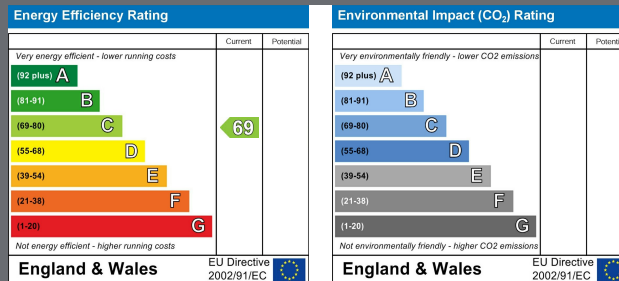 Energy Efficiency Rating
Current Potential
Very energy efficient - lower running costs
(92 plus) A
(81-91) B
(69-80) C
69
(55-68) D
(39-54) E
(21-38) F
(1-20) G
Not energy efficient - higher running costs
England & Wales
EU Directive
2002/91/EC
Environmental Impact (CO₂) Rating
Current Potenti
Very environmentally friendly - lower CO2 emissions
(92 plus) A
(81-91) B
(69-80) C
(55-68) D
(39-54) E
(21-38) F
(1-20) G
Not environmentally friendly - higher CO2 emissions
England & Wales
EU Directive
2002/91/EC